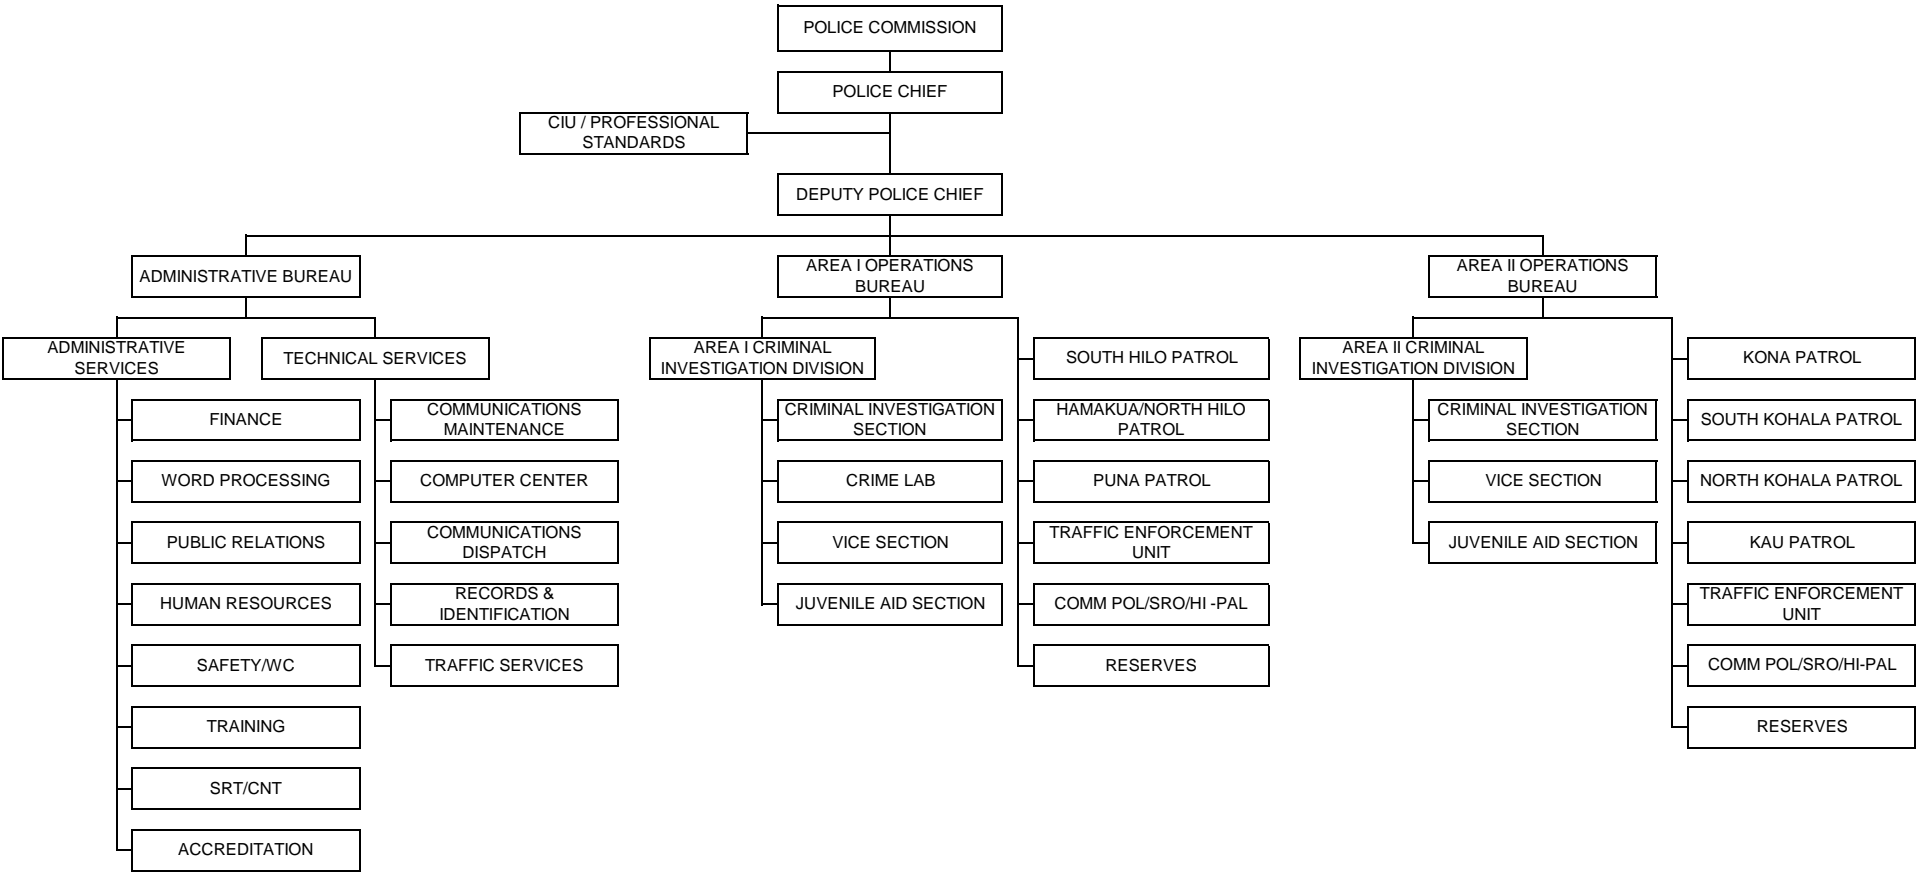 POLICE COMMISSION
POLICE CHIEF
CIU / PROFESSIONAL
STANDARDS
DEPUTY POLICE CHIEF
ADMINISTRATIVE BUREAU
ADMINISTRATIVE
SERVICES
FINANCE
WORD PROCESSING
PUBLIC RELATIONS
HUMAN RESOURCES
SAFETY/WC
TRAINING
SRT/CNT
ACCREDITATION
TECHNICAL SERVICES
COMMUNICATIONS
MAINTENANCE
COMPUTER CENTER
COMMUNICATIONS
DISPATCH
RECORDS &
IDENTIFICATION
TRAFFIC SERVICES
AREA I OPERATIONS
BUREAU
AREA I CRIMINAL
INVESTIGATION DIVISION
CRIMINAL INVESTIGATION
SECTION
CRIME LAB
VICE SECTION
JUVENILE AID SECTION
SOUTH HILO PATROL
HAMAKUA/NORTH HILO
PATROL
PUNA PATROL
TRAFFIC ENFORCEMENT
UNIT
COMM POL/SRO/HI -PAL
RESERVES
AREA II OPERATIONS
BUREAU
AREA II CRIMINAL
INVESTIGATION DIVISION
CRIMINAL INVESTIGATION
SECTION
VICE SECTION
JUVENILE AID SECTION
KONA PATROL
SOUTH KOHALA PATROL
NORTH KOHALA PATROL
KAU PATROL
TRAFFIC ENFORCEMENT
UNIT
COMM POL/SRO/HI-PAL
RESERVES